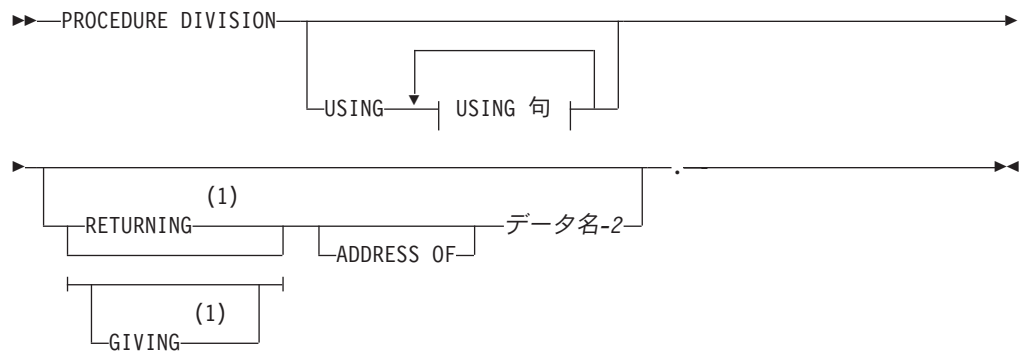 PROCEDURE DIVISION
USING USING 句
.
(1)
RETURNING データ名-2
ADDRESS OF
(1)
GIVING